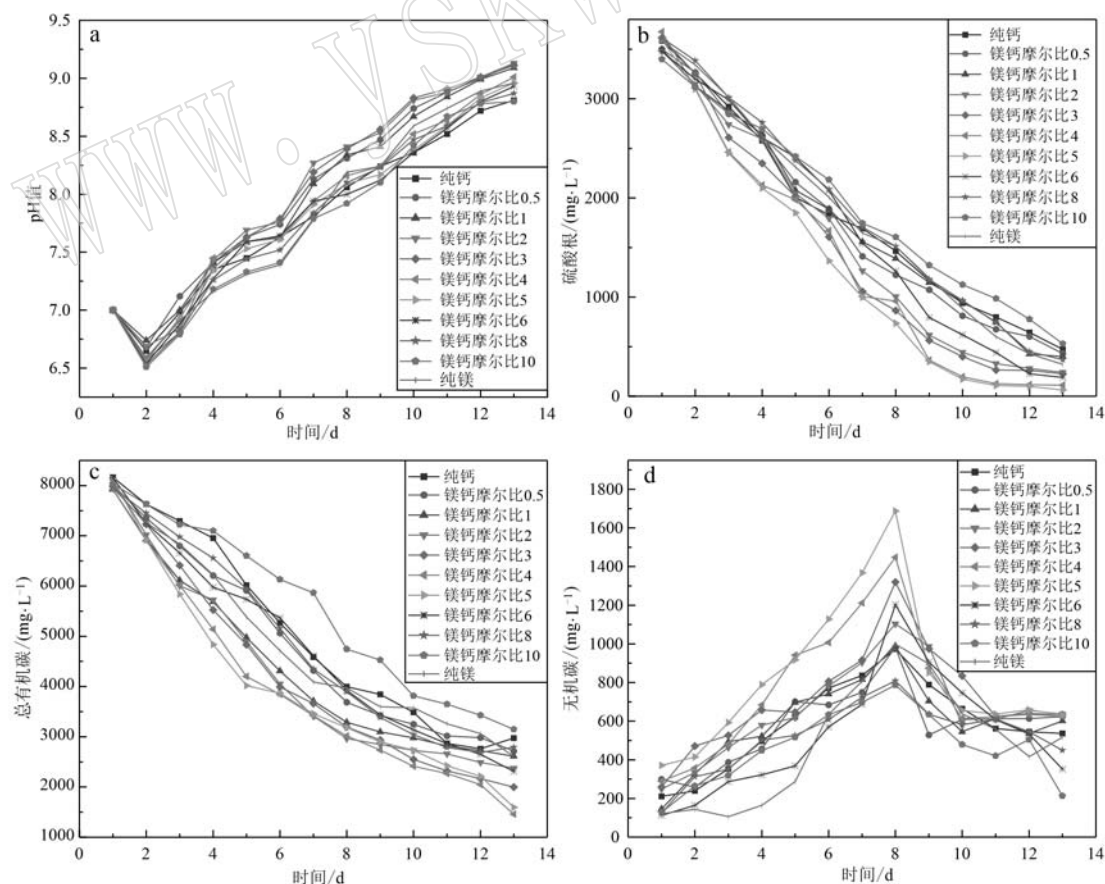 WWW.YSKW
a
9.5
9.0
8.5
8.0
7.5
7.0
6.5
pH值
0 2 4 6 8 10 12 14
时间/d
纯钙
镁钙摩尔比0.5
镁钙摩尔比1
镁钙摩尔比2
镁钙摩尔比3
镁钙摩尔比4
镁钙摩尔比5
镁钙摩尔比6
镁钙摩尔比8
镁钙摩尔比10
纯镁
b
3000
2000
1000
0
硫酸根/(mg·L⁻¹)
0 2 4 6 8 10 12 14
时间/d
纯钙
镁钙摩尔比0.5
镁钙摩尔比1
镁钙摩尔比2
镁钙摩尔比3
镁钙摩尔比4
镁钙摩尔比5
镁钙摩尔比6
镁钙摩尔比8
镁钙摩尔比10
纯镁
c
8000
7000
6000
5000
4000
3000
2000
1000
总有机碳/(mg·L⁻¹)
0 2 4 6 8 10 12 14
时间/d
纯钙
镁钙摩尔比0.5
镁钙摩尔比1
镁钙摩尔比2
镁钙摩尔比3
镁钙摩尔比4
镁钙摩尔比5
镁钙摩尔比6
镁钙摩尔比8
镁钙摩尔比10
纯镁
d
1800
1600
1400
1200
1000
800
600
400
200
0
无机碳/(mg·L⁻¹)
0 2 4 6 8 10 12 14
时间/d
纯钙
镁钙摩尔比0.5
镁钙摩尔比1
镁钙摩尔比2
镁钙摩尔比3
镁钙摩尔比4
镁钙摩尔比5
镁钙摩尔比6
镁钙摩尔比8
镁钙摩尔比10
纯镁